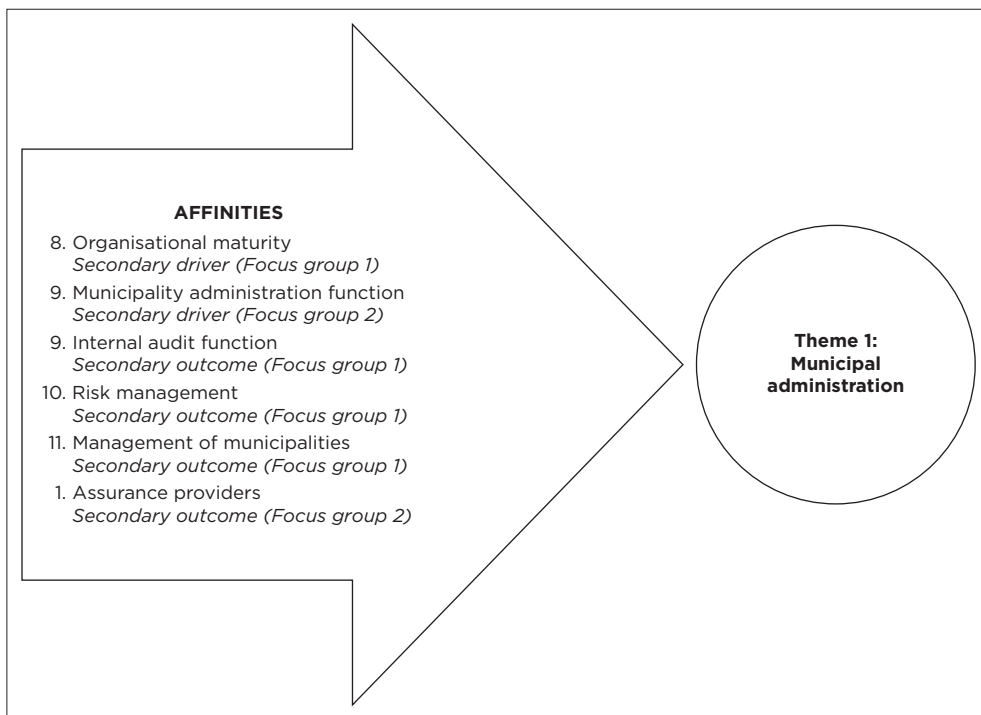 AFFINITIES
8. Organisational maturity
Secondary driver (Focus group 1)
9. Municipality administration function
Secondary driver (Focus group 2)
9. Internal audit function
Secondary outcome (Focus group 1)
10. Risk management
Secondary outcome (Focus group 1)
11. Management of municipalities
Secondary outcome (Focus group 1)
1. Assurance providers
Secondary outcome (Focus group 2)
Theme 1:
Municipal
administration